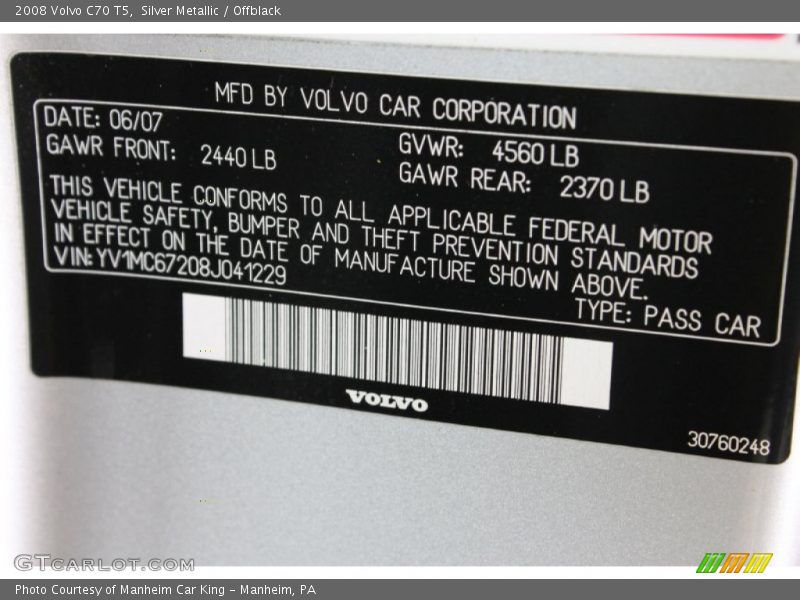 2008 Volvo C70 T5,  Silver Metallic / Offblack
MFD BY VOLVO CAR CORPORATION
DATE: 06/07
GVWR: 4560 LB
GAWR FRONT: 2440 LB
GAWR REAR: 2370 LB
THIS VEHICLE CONFORMS TO ALL APPLICABLE FEDERAL MOTOR
VEHICLE SAFETY, BUMPER AND THEFT PREVENTION STANDARDS
IN EFFECT ON THE DATE OF MANUFACTURE SHOWN ABOVE.
VIN: YV1MC67208J041229
TYPE: PASS CAR
VOLVO
30760248
GTCARLOT.COM
Photo Courtesy of Manheim Car King - Manheim, PA